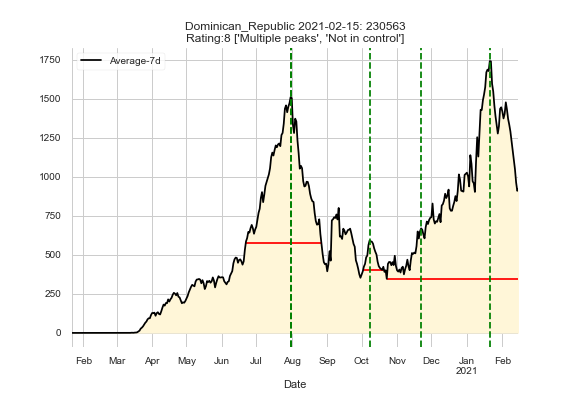 Dominican_Republic 2021-02-15: 230563
Rating:8 ['Multiple peaks', 'Not in control']
Average-7d
1750
1500
1250
1000
750
500
250
0
Feb Mar Apr May Jun Jul Aug Sep Oct Nov Dec Jan Feb
2021
Date